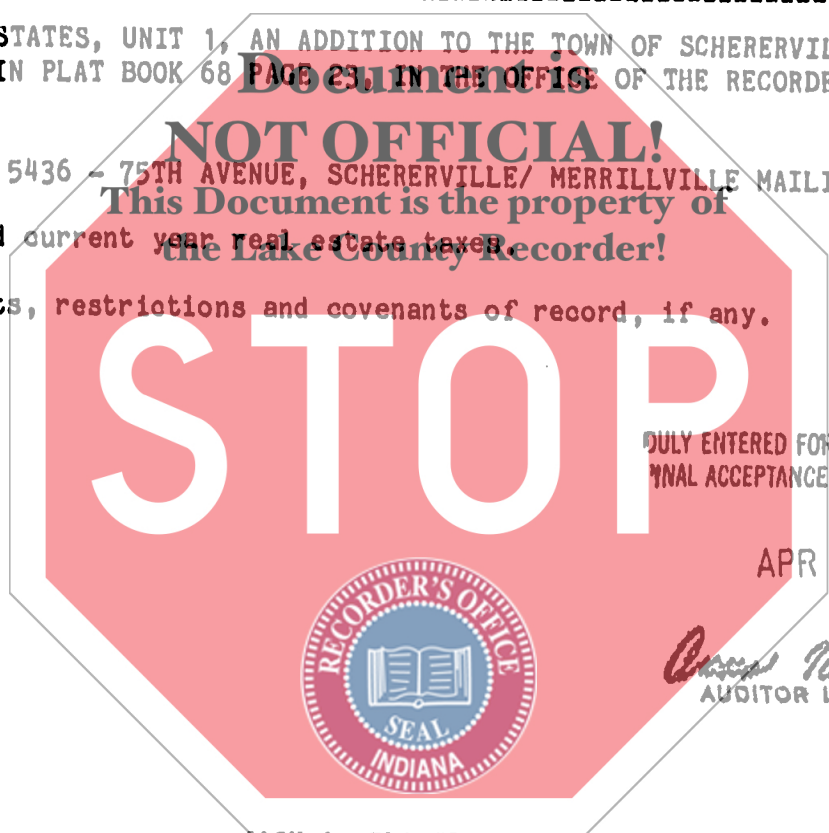 STATES, UNIT 1, AN ADDITION TO THE TOWN OF SCHERERVIL
IN PLAT BOOK 68 PAGE 23, IN THE OFFICE OF THE RECORDE
Document is
NOT OFFICIAL!
5436 - 75TH AVENUE, SCHERERVILLE/ MERRILLVILLE MAILI
This Document is the property of
current year real estate taxes.
the Lake County Recorder!
ts, restrictions and covenants of record, if any.
STOP
DULY ENTERED FOR
FINAL ACCEPTANCE
APR
AUDITOR L
RECORDER'S OFFICE
SEAL
INDIANA